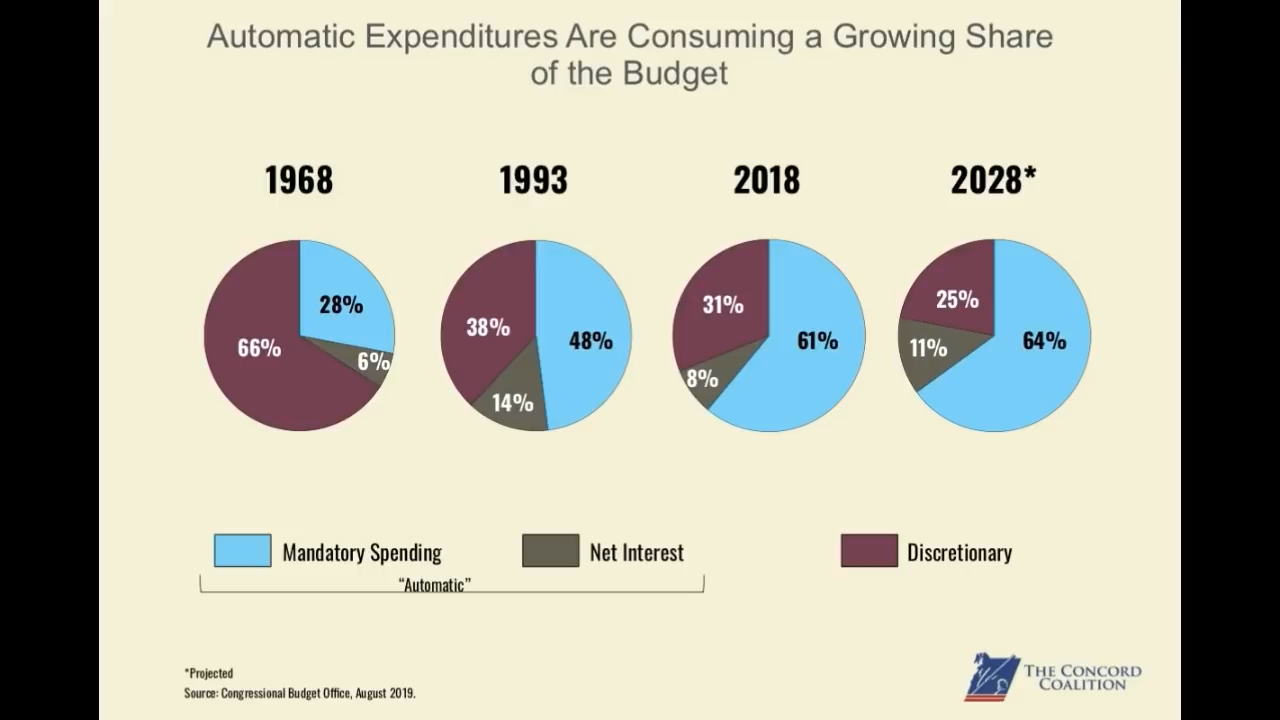 Automatic Expenditures Are Consuming a Growing Share
of the Budget
1968
1993
2018
2028*
28%
6%
66%
38%
48%
14%
31%
61%
8%
25%
11%
64%
Mandatory Spending
Net Interest
Discretionary
“Automatic”
*Projected
Source: Congressional Budget Office, August 2019.
THE CONCORD
COALITION